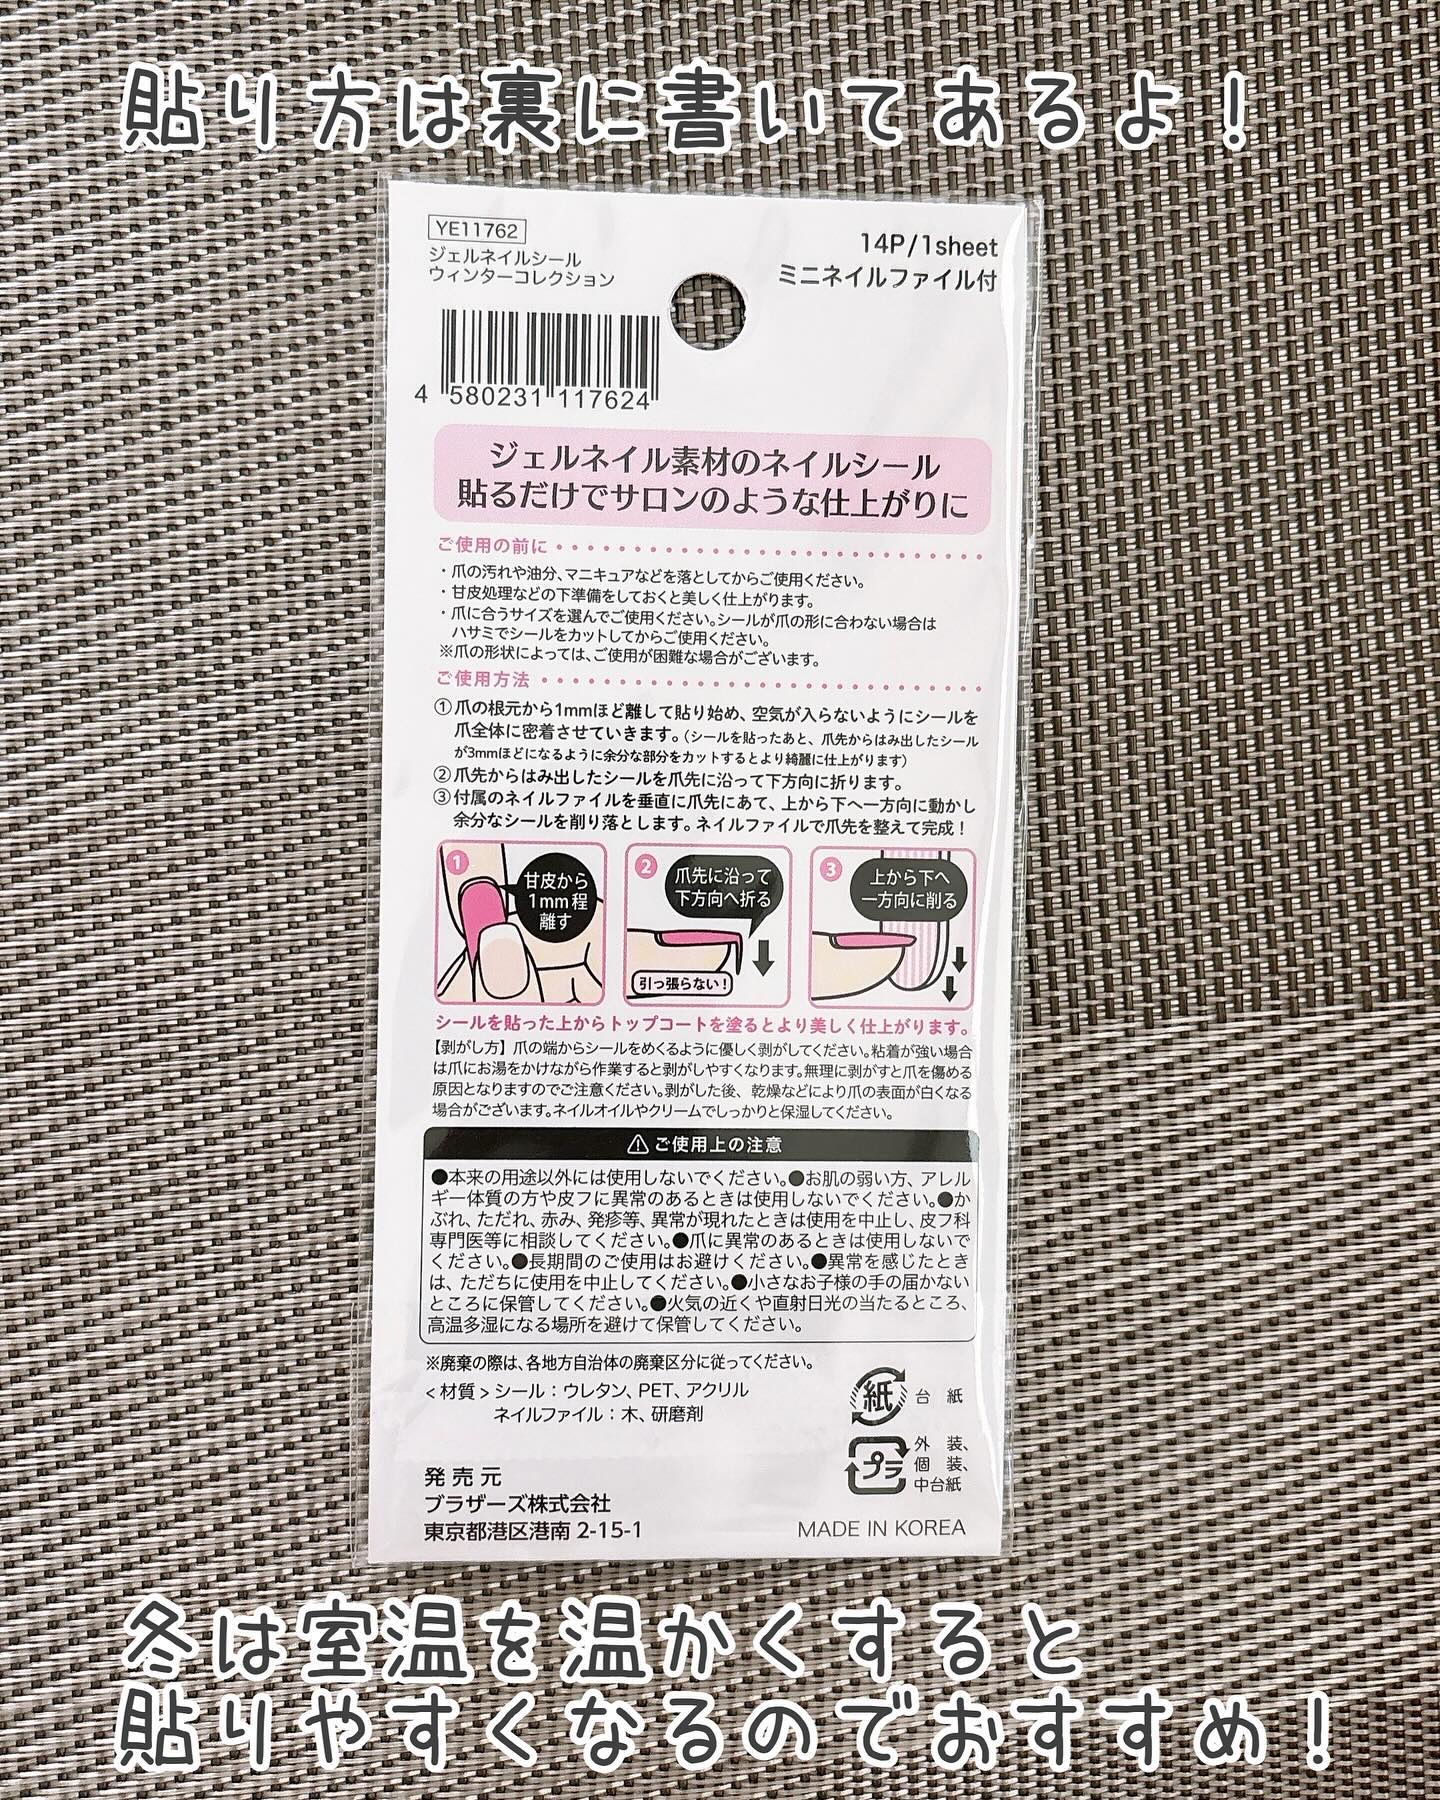 貼り方は裏に書いてあるよ！
YE11762
ジェルネイルシール
ウィンターコレクション
14P/1sheet
ミニネイルファイル付
4 580231 117624
ジェルネイル素材のネイルシール
貼るだけでサロンのような仕上がりに
ご使用の前に
・爪の汚れや油分、マニキュアなどを落としてからご使用ください。
・甘皮処理などの下準備をしておくと美しく仕上がります。
・爪に合うサイズを選んでご使用ください。シールが爪の形に合わない場合は
ハサミでシールをカットしてからご使用ください。
※爪の形状によっては、ご使用が困難な場合がございます。
ご使用方法
①爪の根元から1mmほど離して貼り始め、空気が入らないようにシールを
爪全体に密着させていきます。（シールを貼ったあと、爪先からはみ出したシール
が3mmほどになるように余分な部分をカットするとより綺麗に仕上がります）
②爪先からはみ出したシールを爪先に沿って下方向に折ります。
③付属のネイルファイルを垂直に爪先にあて、上から下へ一方向に動かし
余分なシールを削り落とします。ネイルファイルで爪先を整えて完成！
1
甘皮から
1mm程
離す
2
爪先に沿って
下方向へ折る
引っ張らない！
3
上から下へ
一方向に削る
シールを貼った上からトップコートを塗るとより美しく仕上がります。
【剥がし方】爪の端からシールをめくるように優しく剥がしてください。粘着が強い場合
は爪にお湯をかけながら作業すると剥がしやすくなります。無理に剥がすと爪を傷める
原因となりますのでご注意ください。剥がした後、乾燥などにより爪の表面が白くなる
場合がございます。ネイルオイルやクリームでしっかりと保湿してください。
⚠ご使用上の注意
●本来の用途以外には使用しないでください。●お肌の弱い方、アレル
ギー体質の方や皮フに異常のあるときは使用しないでください。●か
ぶれ、ただれ、赤み、発疹等、異常が現れたときは使用を中止し、皮フ科
専門医等に相談してください。●爪に異常のあるときは使用しないで
ください。●長期間のご使用はお避けください。●異常を感じたとき
は、ただちに使用を中止してください。●小さなお子様の手の届かない
ところに保管してください。●火気の近くや直射日光の当たるところ、
高温多湿になる場所を避けて保管してください。
※廃棄の際は、各地方自治体の廃棄区分に従ってください。
<材質>シール：ウレタン、PET、アクリル
ネイルファイル：木、研磨剤
紙 台紙
プラ 外装、
個装、
中台紙
発売元
ブラザーズ株式会社
東京都港区港南 2-15-1
MADE IN KOREA
冬は室温を温かくすると
貼りやすくなるのでおすすめ！